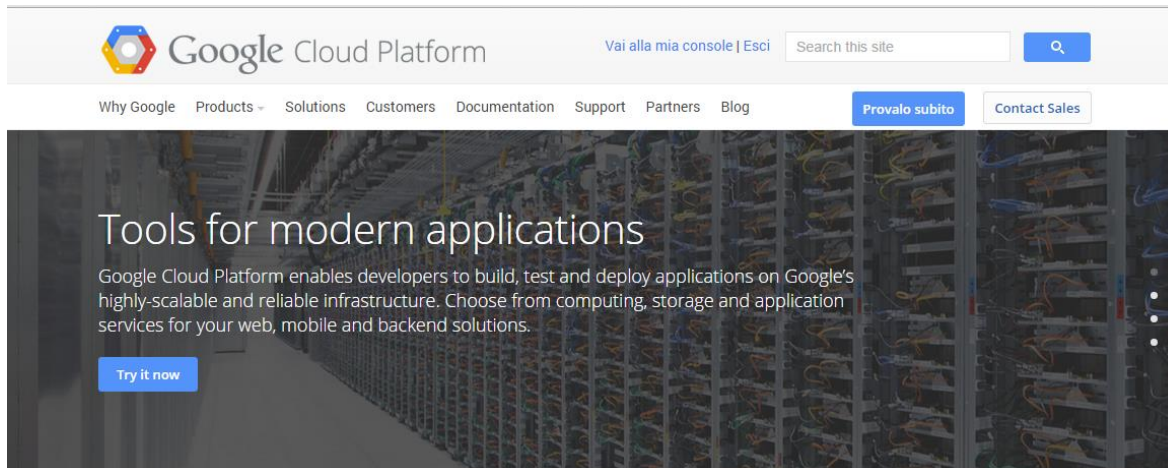 Google Cloud Platform
Vai alla mia console | Esci
Search this site
Why Google Products Solutions Customers Documentation Support Partners Blog
Provalo subito
Contact Sales
Tools for modern applications
Google Cloud Platform enables developers to build, test and deploy applications on Google's
highly-scalable and reliable infrastructure. Choose from computing, storage and application
services for your web, mobile and backend solutions.
Try it now